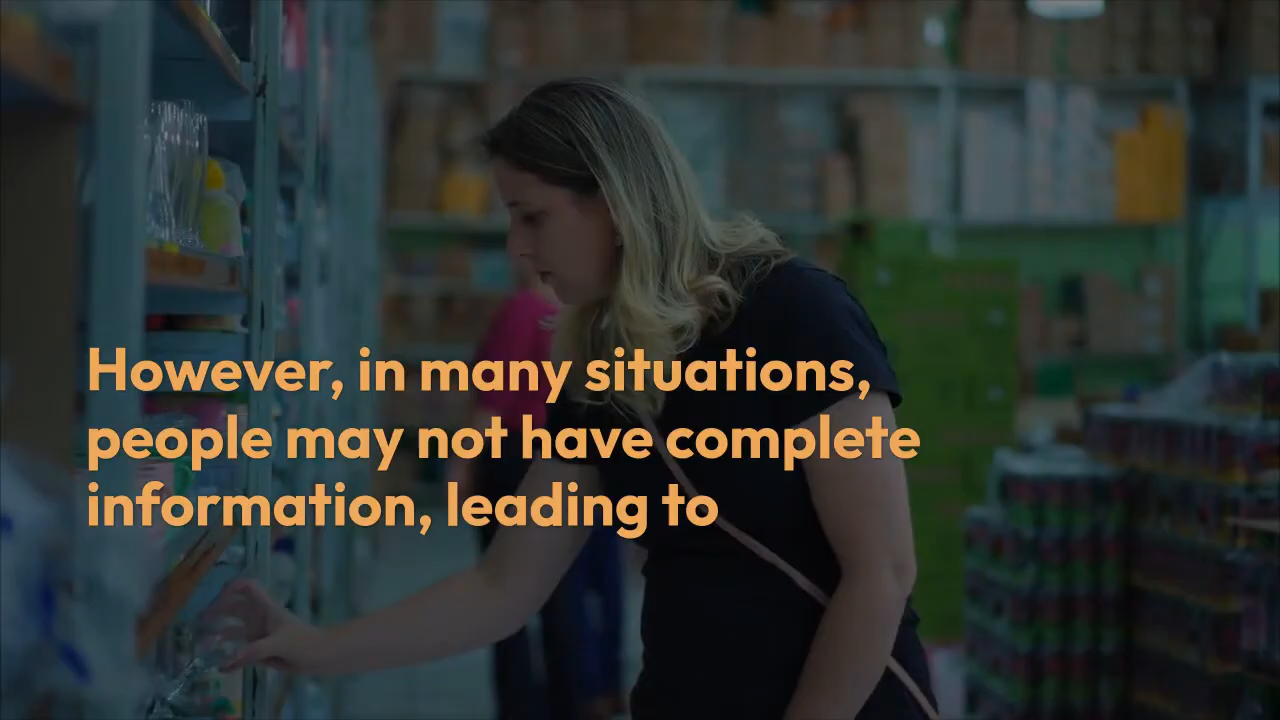 However, in many situations,
people may not have complete
information, leading to